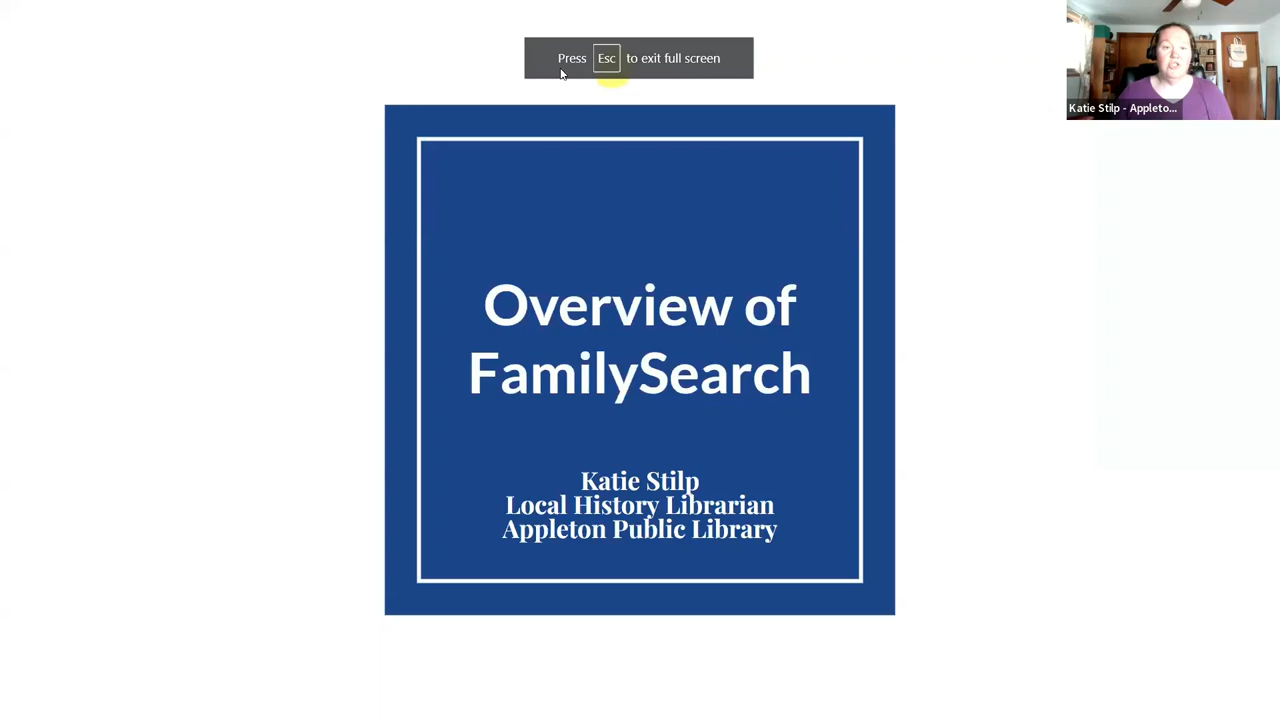 Press Esc to exit full screen
Katie Stilp - Appleto...
Overview of
FamilySearch
Katie Stilp
Local History Librarian
Appleton Public Library